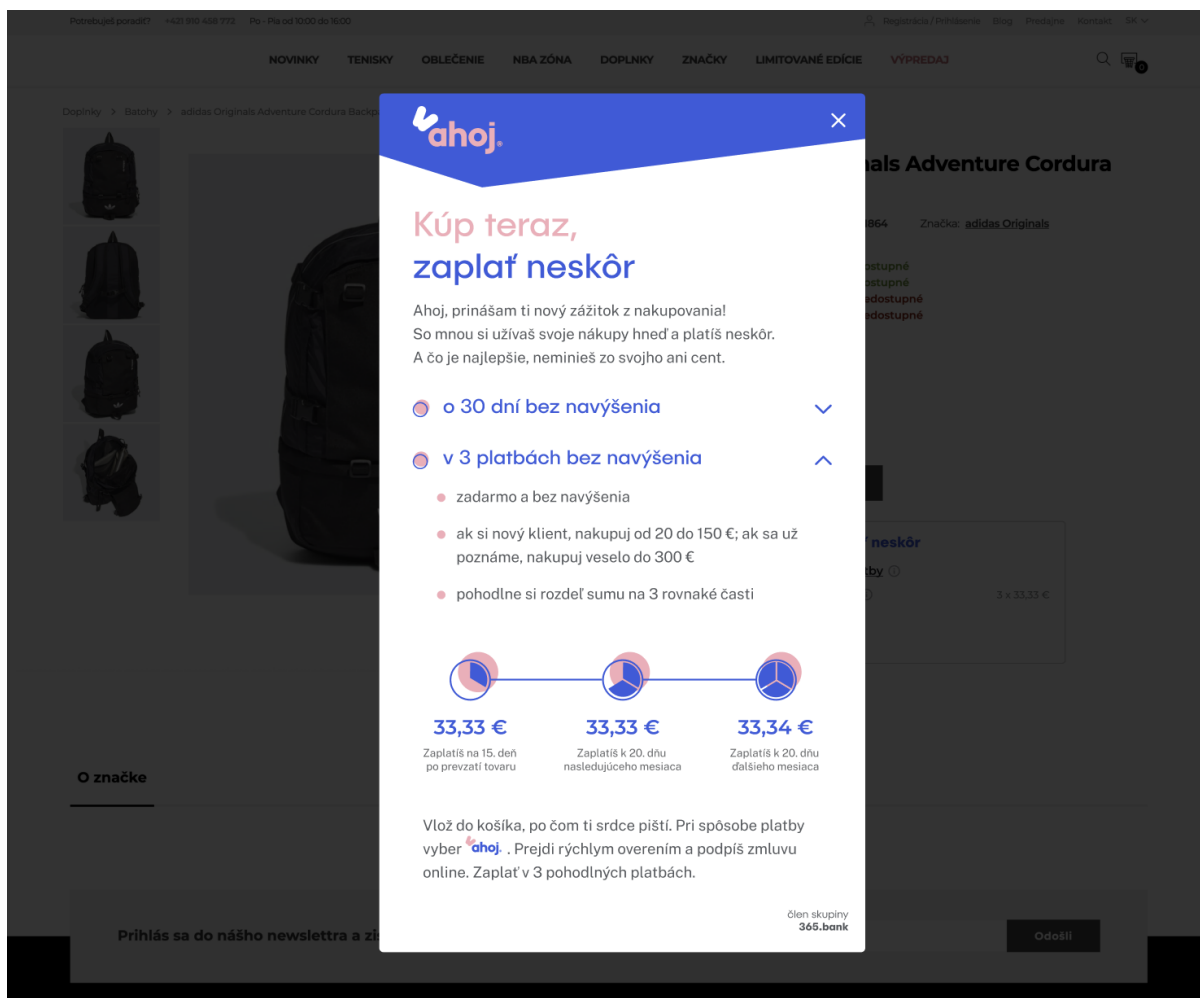 Potrebuješ poradiť? +421 910 458 773 Po - Pia od 10:00 do 16:00
Registrácia / Prihlásenie Blog Predajne Kontakt SK
NOVINKY TENISKY OBLEČENIE NBA ZÓNA DOPLNKY ZNAČKY LIMITOVANÉ EDÍCIE VÝPREDAJ
0
Doplnky > Batohy > adidas Originals Adventure Cordura
Adventure Cordura
Značka: adidas Originals
ahoj.
Kúp teraz,
zaplať neskôr
Ahoj, prinášam ti nový zážitok z nakupovania!
So mnou si užívaš svoje nákupy hneď a platíš neskôr.
A čo je najlepšie, neminieš zo svojho ani cent.
o 30 dní bez navýšenia
v 3 platbách bez navýšenia
zadarmo a bez navýšenia
ak si nový klient, nakupuj od 20 do 150 €; ak sa už
poznáme, nakupuj veselo do 300 €
pohodlne si rozdeľ sumu na 3 rovnaké časti
neskôr
3 x 33,33 €
33,33 € 33,33 € 33,34 €
Zaplatíš na 15. deň Zaplatíš k 20. dňu Zaplatíš k 20. dňu
po prevzatí tovaru nasledujúceho mesiaca ďalšieho mesiaca
O značke
Vlož do košíka, po čom ti srdce piští. Pri spôsobe platby
vyber ahoj. . Prejdi rýchlym overením a podpíš zmluvu
online. Zaplať v 3 pohodlných platbách.
člen skupiny
365.bank
Prihlás sa do nášho newslettra a
Odošli